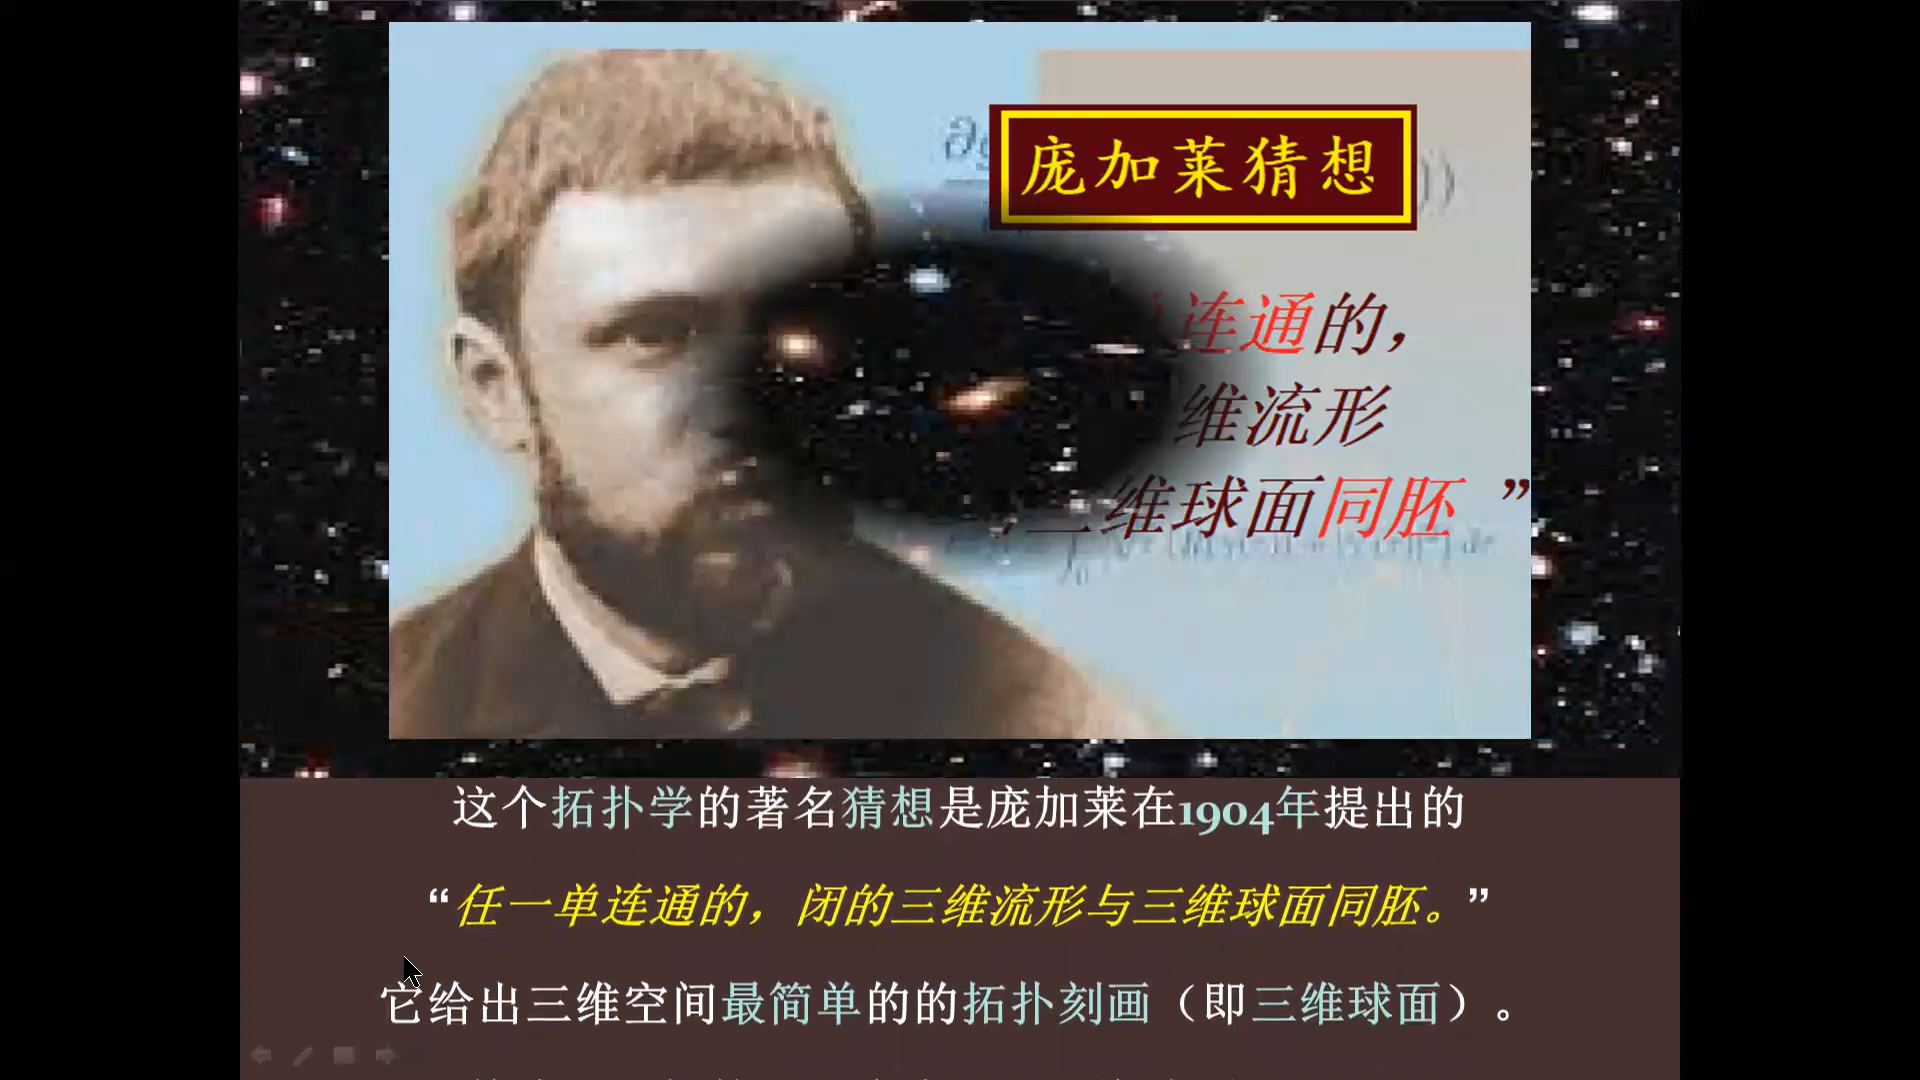 庞加莱猜想
连通的，
维流形
维球面同胚 ”
这个拓扑学的著名猜想是庞加莱在1904年提出的
“任一单连通的，闭的三维流形与三维球面同胚。”
它给出三维空间最简单的的拓扑刻画（即三维球面）。